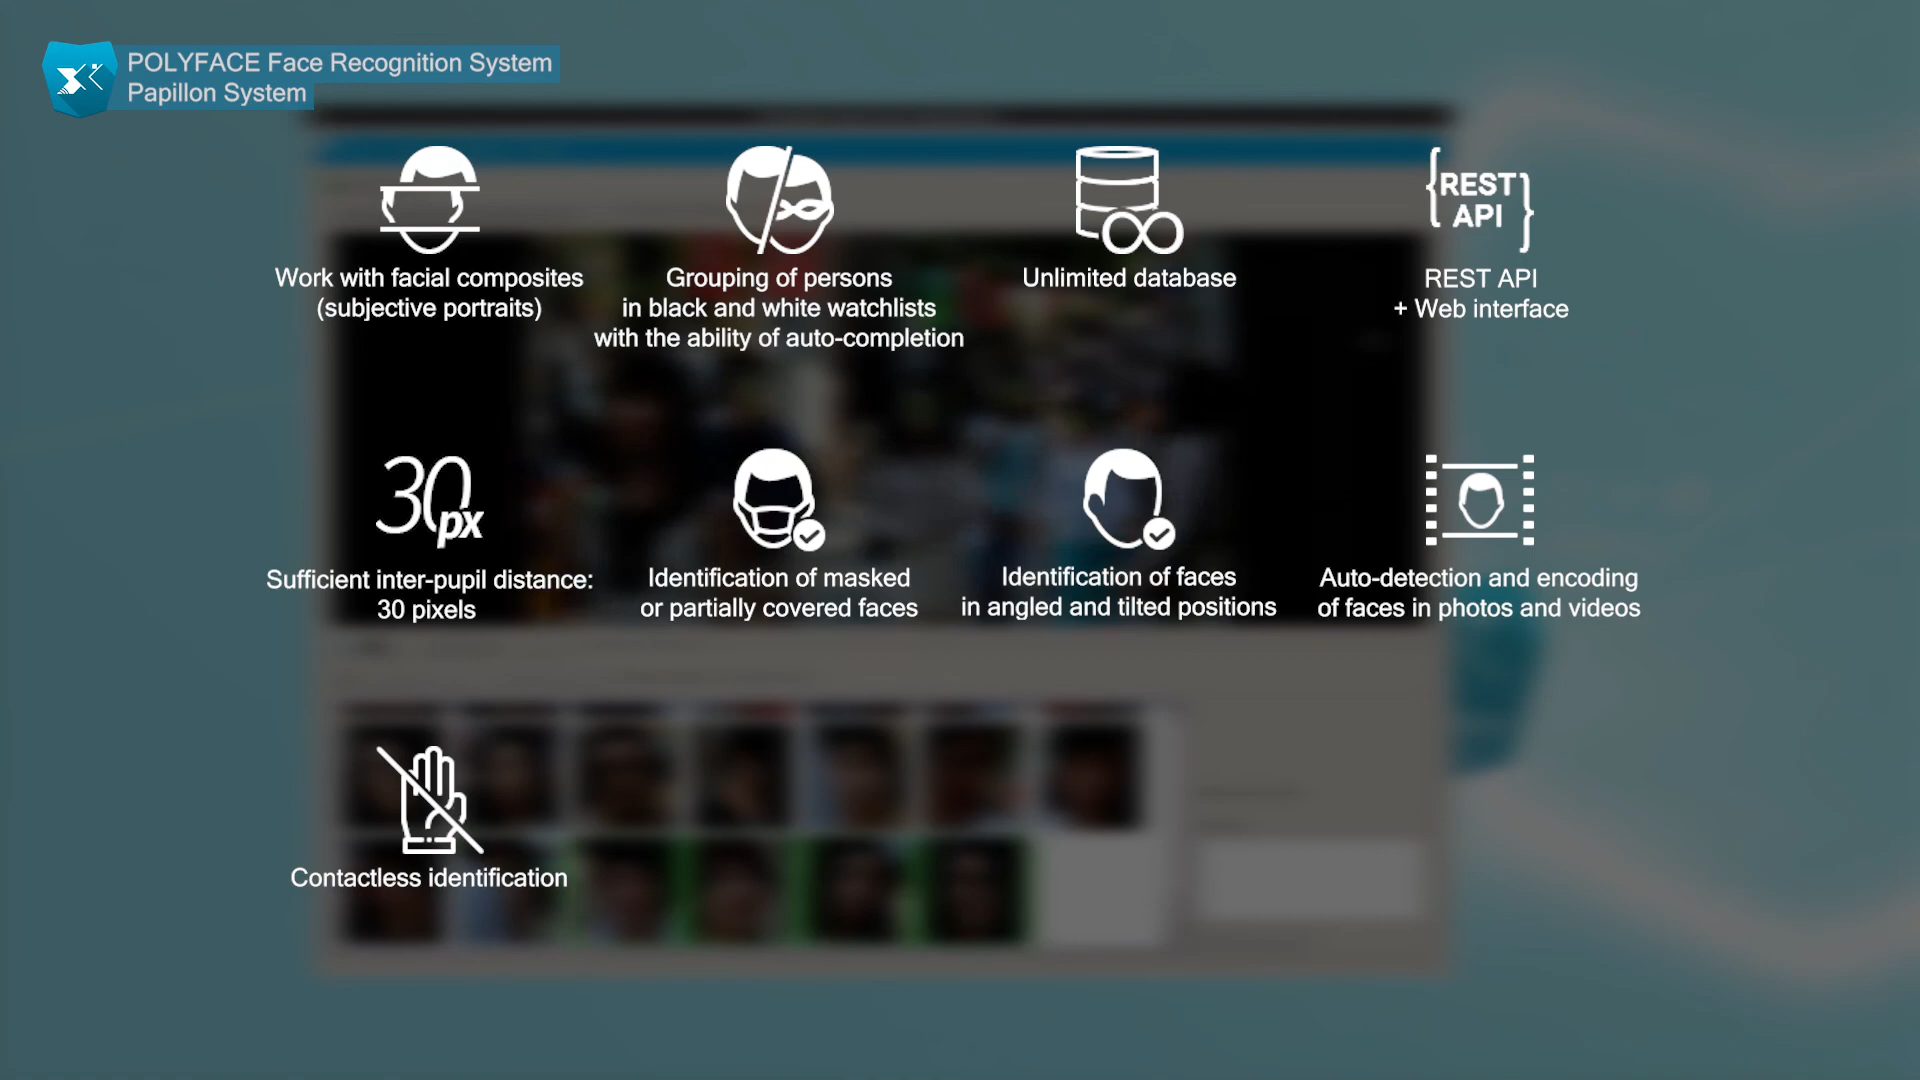 POLYFACE Face Recognition System
Papillon System
Work with facial composites
(subjective portraits)
Grouping of persons
in black and white watchlists
with the ability of auto-completion
Unlimited database
{REST
API}
REST API
+ Web interface
30px
Sufficient inter-pupil distance:
30 pixels
Identification of masked
or partially covered faces
Identification of faces
in angled and tilted positions
Auto-detection and encoding
of faces in photos and videos
Contactless identification